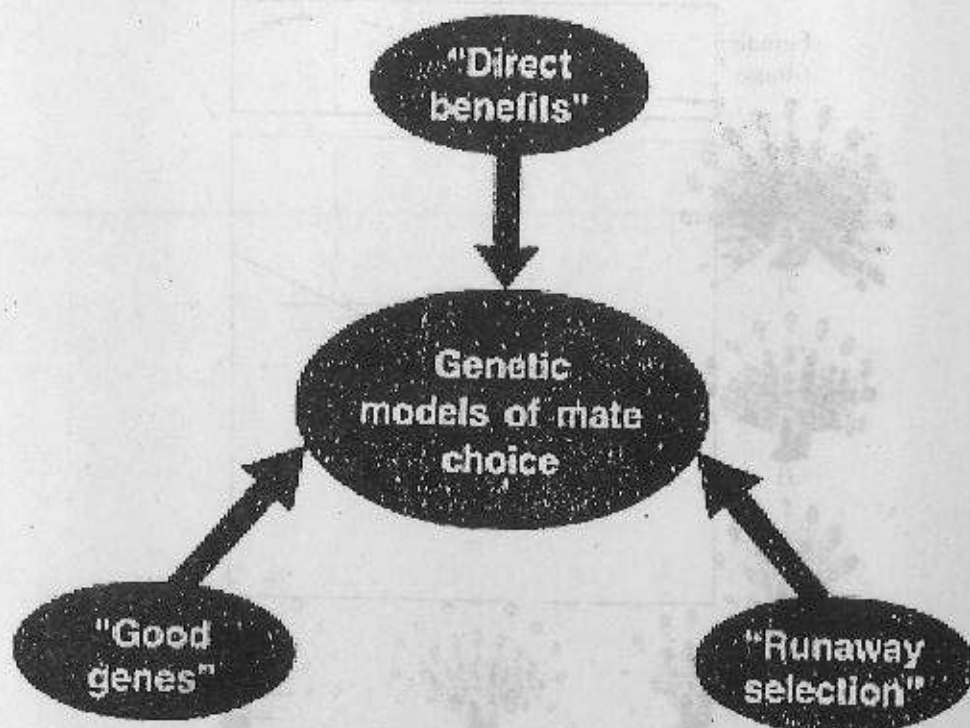 "Direct
benefits"
Genetic
models of mate
choice
"Good
genes"
"Runaway
selection"